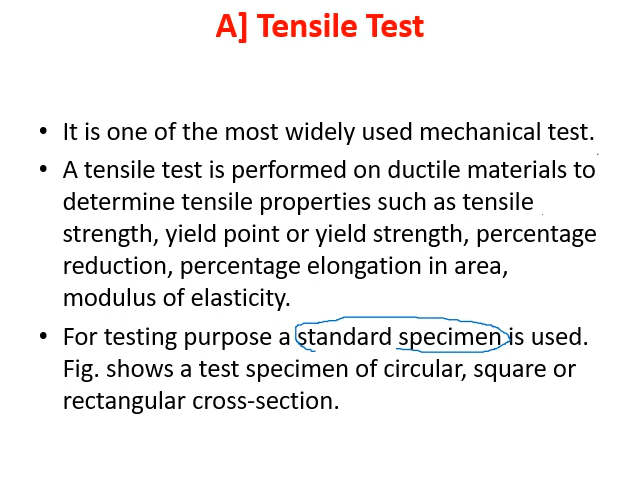 A] Tensile Test
• It is one of the most widely used mechanical test.
• A tensile test is performed on ductile materials to
determine tensile properties such as tensile
strength, yield point or yield strength, percentage
reduction, percentage elongation in area,
modulus of elasticity.
• For testing purpose a standard specimen is used.
Fig. shows a test specimen of circular, square or
rectangular cross-section.